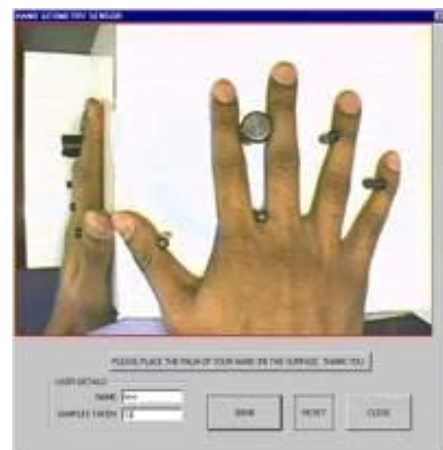 HAND GEOMETRY SENSOR
PLEASE PLACE THE PALM OF YOUR HAND ON THE SURFACE. THANK YOU
USER DETAILS
NAME
SAMPLES TAKEN
RESET
CLOSE